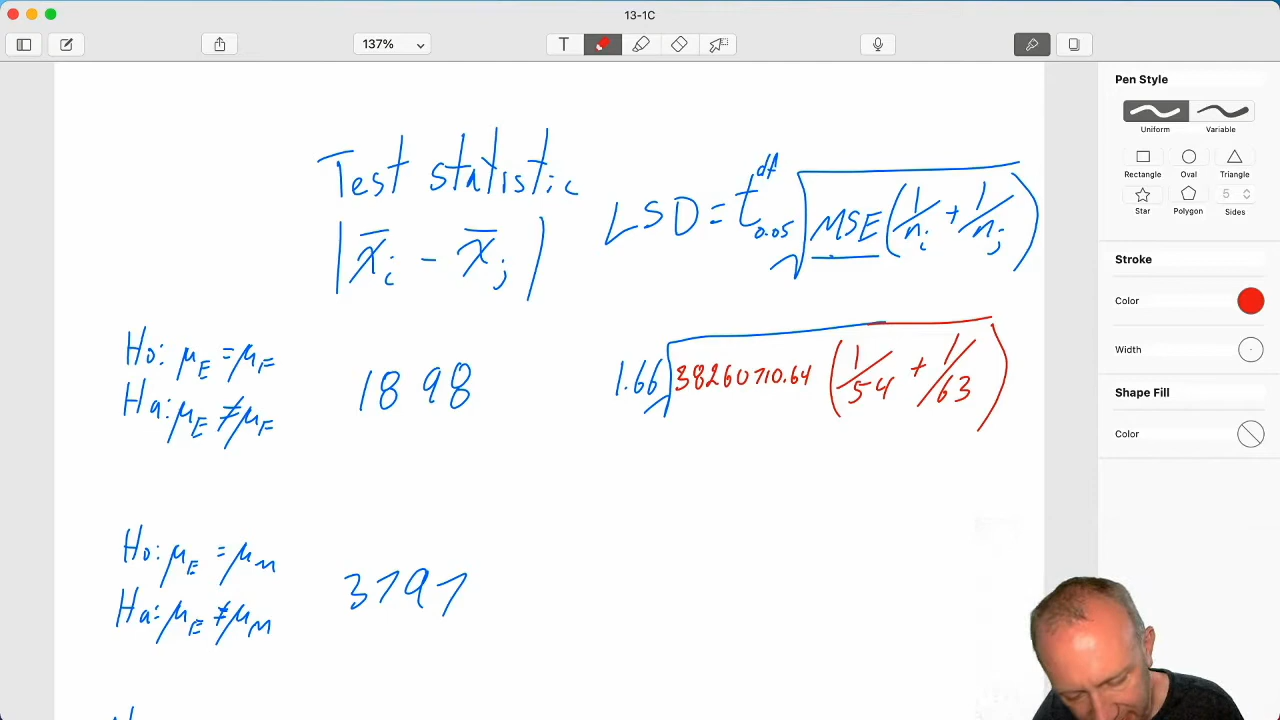 13-1C
137%
T
Pen Style
Uniform Variable
Rectangle Oval Triangle
Star Polygon 5 Sides
Stroke
Color
Width
Shape Fill
Color
Test statistic
|x̄i - x̄j|
LSD = t df 0.05 √MSE(1/ni + 1/nj)
Ho: μE = μF
Ha: μE ≠ μF
1898
1.66 √38260710.64 (1/54 + 1/63)
Ho: μE = μM
Ha: μE ≠ μM
3797